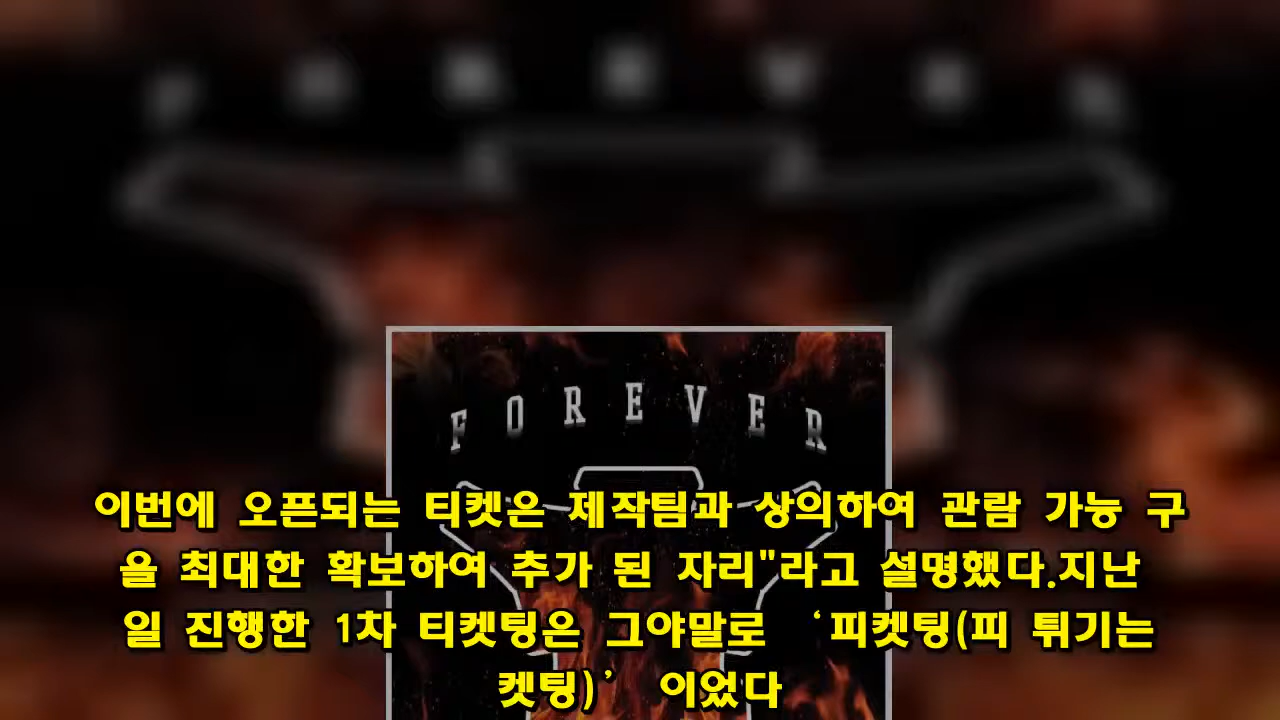 FOREVER
FOREVER
이번에 오픈되는 티켓은 제작팀과 상의하여 관람 가능 구
을 최대한 확보하여 추가 된 자리"라고 설명했다.지난
일 진행한 1차 티켓팅은 그야말로 ‘피켓팅(피 튀기는
켓팅)’ 이었다